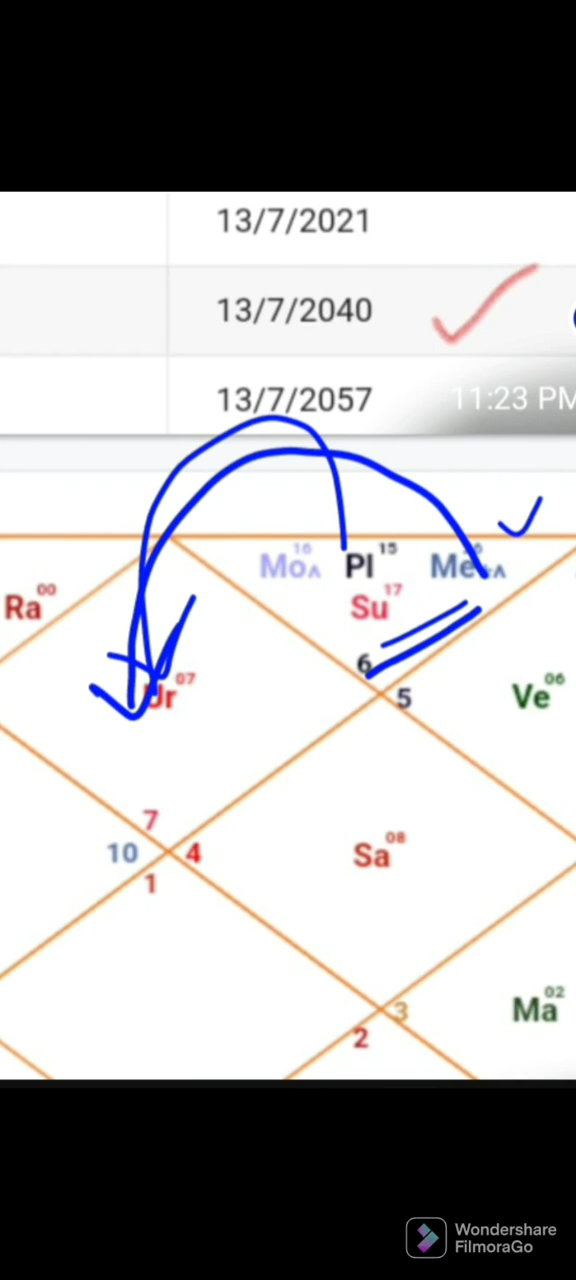 13/7/2021
13/7/2040
13/7/2057
11:23 PM
Mo^ 16
Pl 15
Ra 00
Su 17
6
Ur 07
5
Ve 06
7
10
4
1
Sa 08
3
2
Ma 02
Wondershare
FilmoraGo